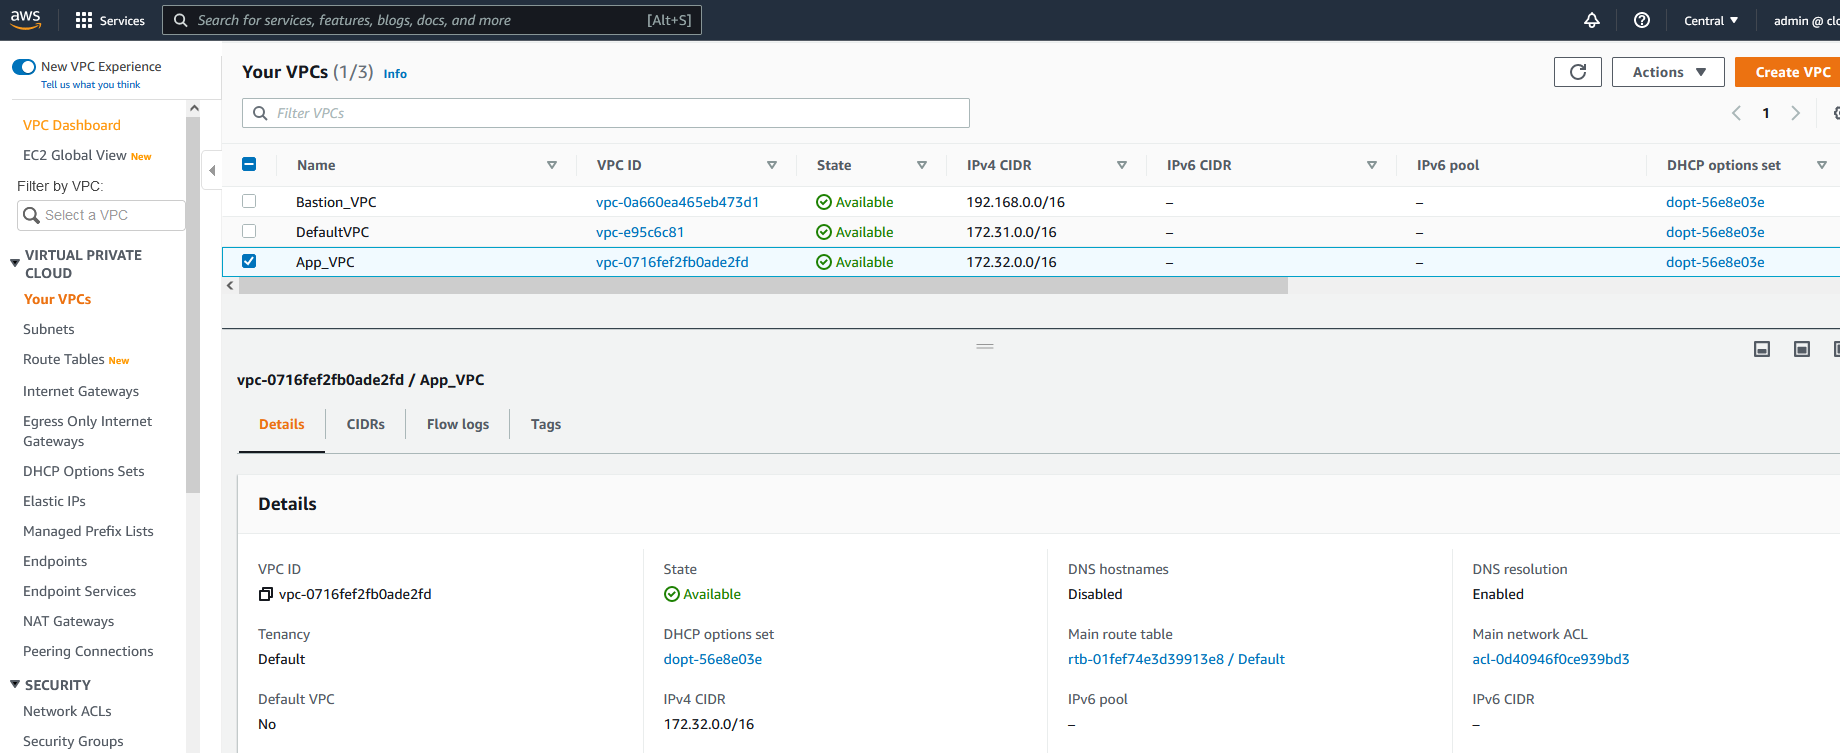 aws
Services
Search for services, features, blogs, docs, and more [Alt+S]
Central
admin @ clo
New VPC Experience
Tell us what you think
VPC Dashboard
EC2 Global View New
Filter by VPC:
Select a VPC
VIRTUAL PRIVATE
CLOUD
Your VPCs
Subnets
Route Tables New
Internet Gateways
Egress Only Internet
Gateways
DHCP Options Sets
Elastic IPs
Managed Prefix Lists
Endpoints
Endpoint Services
NAT Gateways
Peering Connections
SECURITY
Network ACLs
Security Groups
Your VPCs (1/3) Info
Actions
Create VPC
Filter VPCs
1
Name VPC ID State IPv4 CIDR IPv6 CIDR IPv6 pool DHCP options set
Bastion_VPC vpc-0a660ea465eb473d1 Available 192.168.0.0/16 – – dopt-56e8e03e
DefaultVPC vpc-e95c6c81 Available 172.31.0.0/16 – – dopt-56e8e03e
App_VPC vpc-0716fef2fb0ade2fd Available 172.32.0.0/16 – – dopt-56e8e03e
vpc-0716fef2fb0ade2fd / App_VPC
Details CIDRs Flow logs Tags
Details
VPC ID State DNS hostnames DNS resolution
vpc-0716fef2fb0ade2fd Available Disabled Enabled
Tenancy DHCP options set Main route table Main network ACL
Default dopt-56e8e03e rtb-01fef74e3d39913e8 / Default acl-0d40946f0ce939bd3
Default VPC IPv4 CIDR IPv6 pool IPv6 CIDR
No 172.32.0.0/16 – –